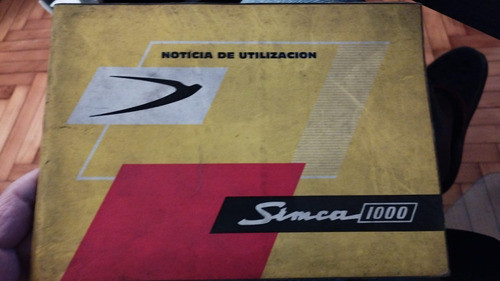 NOTICIA DE UTILIZACION
Simca 1000